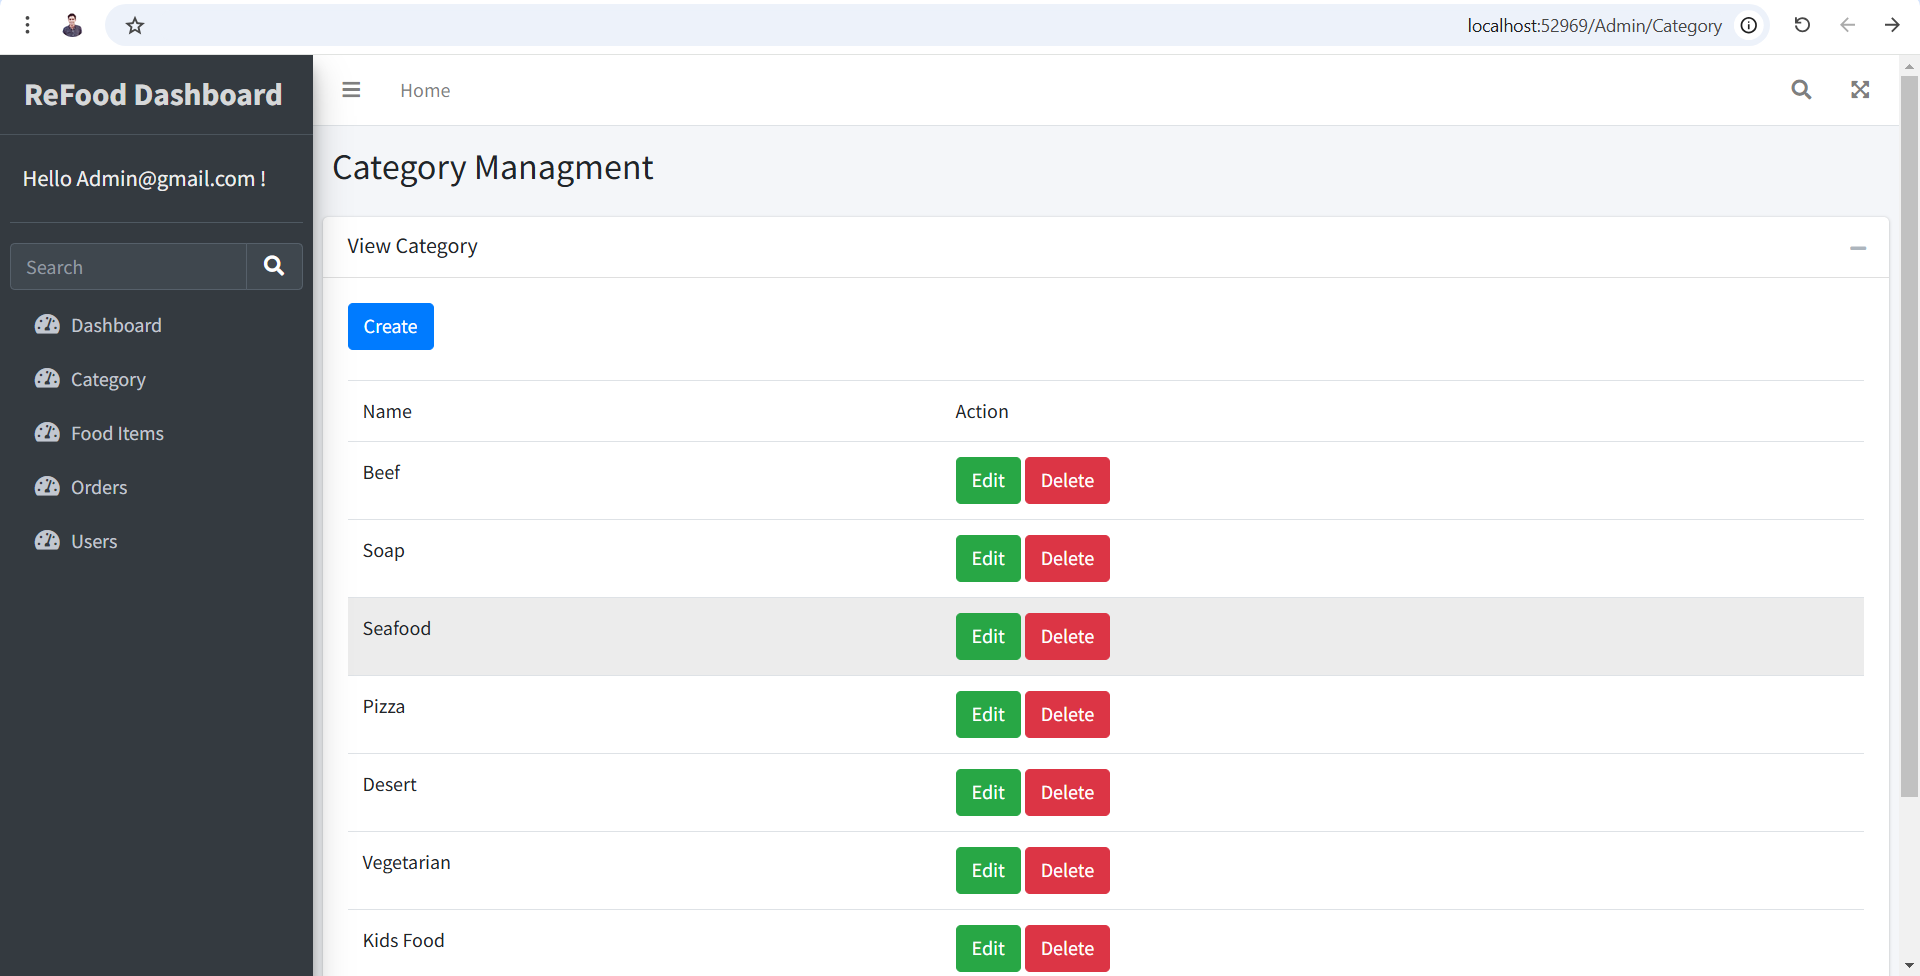 localhost:52969/Admin/Category
ReFood Dashboard
Home
Hello Admin@gmail.com !
Category Managment
Search
View Category
Dashboard
Category
Food Items
Orders
Users
Create
Name Action
Beef Edit Delete
Soap Edit Delete
Seafood Edit Delete
Pizza Edit Delete
Desert Edit Delete
Vegetarian Edit Delete
Kids Food Edit Delete